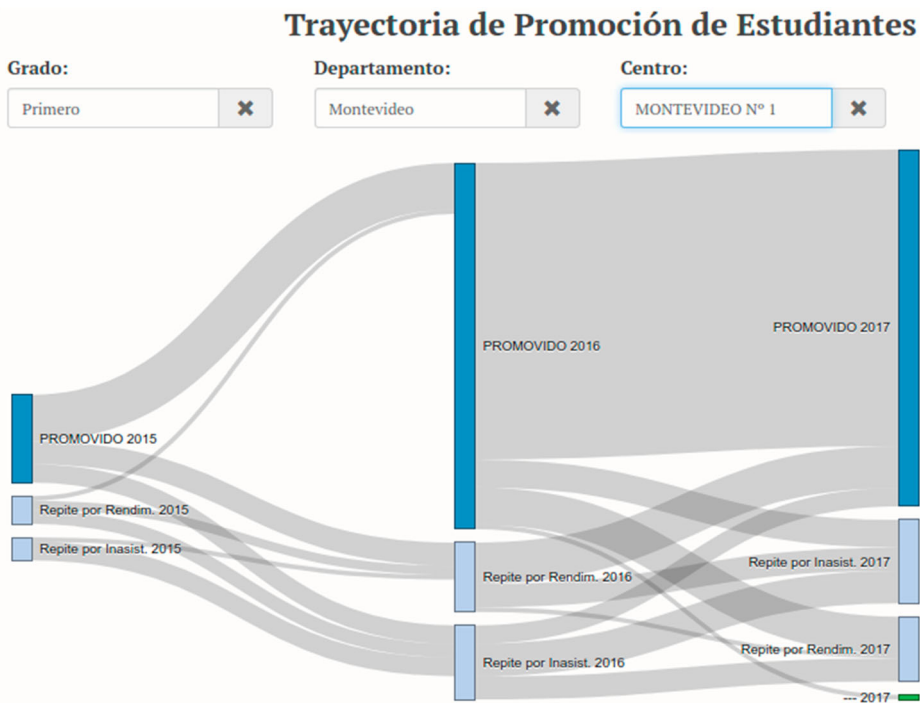 Trayectoria de Promoción de Estudiantes
Grado:
Departamento:
Centro:
Primero
Montevideo
MONTEVIDEO Nº 1
PROMOVIDO 2015
Repite por Rendim. 2015
Repite por Inasist. 2015
PROMOVIDO 2016
Repite por Rendim. 2016
Repite por Inasist. 2016
PROMOVIDO 2017
Repite por Inasist. 2017
Repite por Rendim. 2017
--- 2017